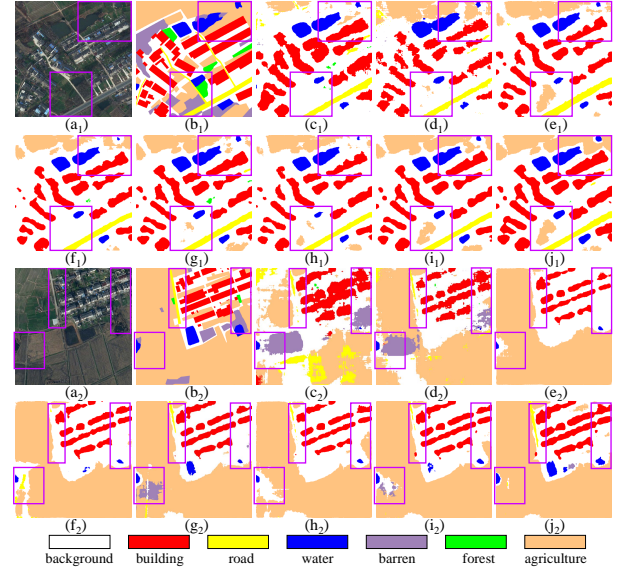 (a1) (b1) (c1) (d1) (e1)
(f1) (g1) (h1) (i1) (j1)
(a2) (b2) (c2) (d2) (e2)
(f2) (g2) (h2) (i2) (j2)
background building road water barren forest agriculture